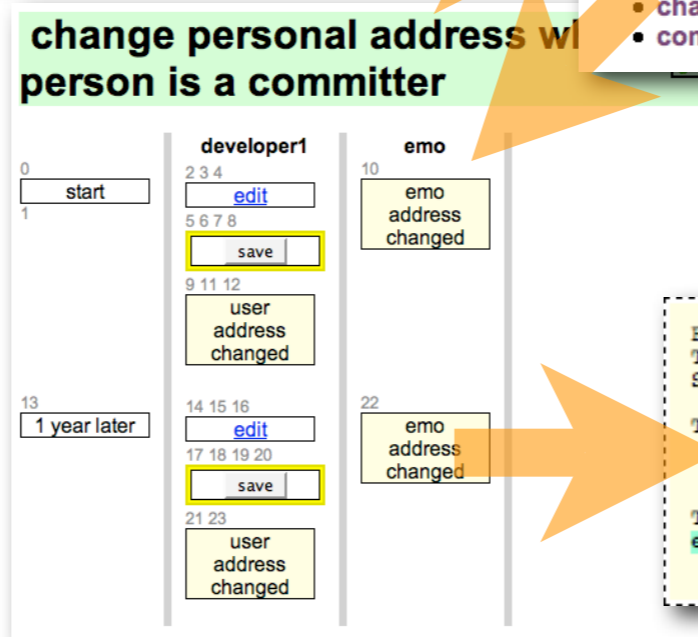 change personal address
person is a committer
developer1
emo
0
start
1
2 3 4
edit
5 6 7 8
save
9 11 12
user
address
changed
10
emo
address
changed
13
1 year later
14 15 16
edit
17 18 19 20
save
21 23
user
address
changed
22
emo
address
changed